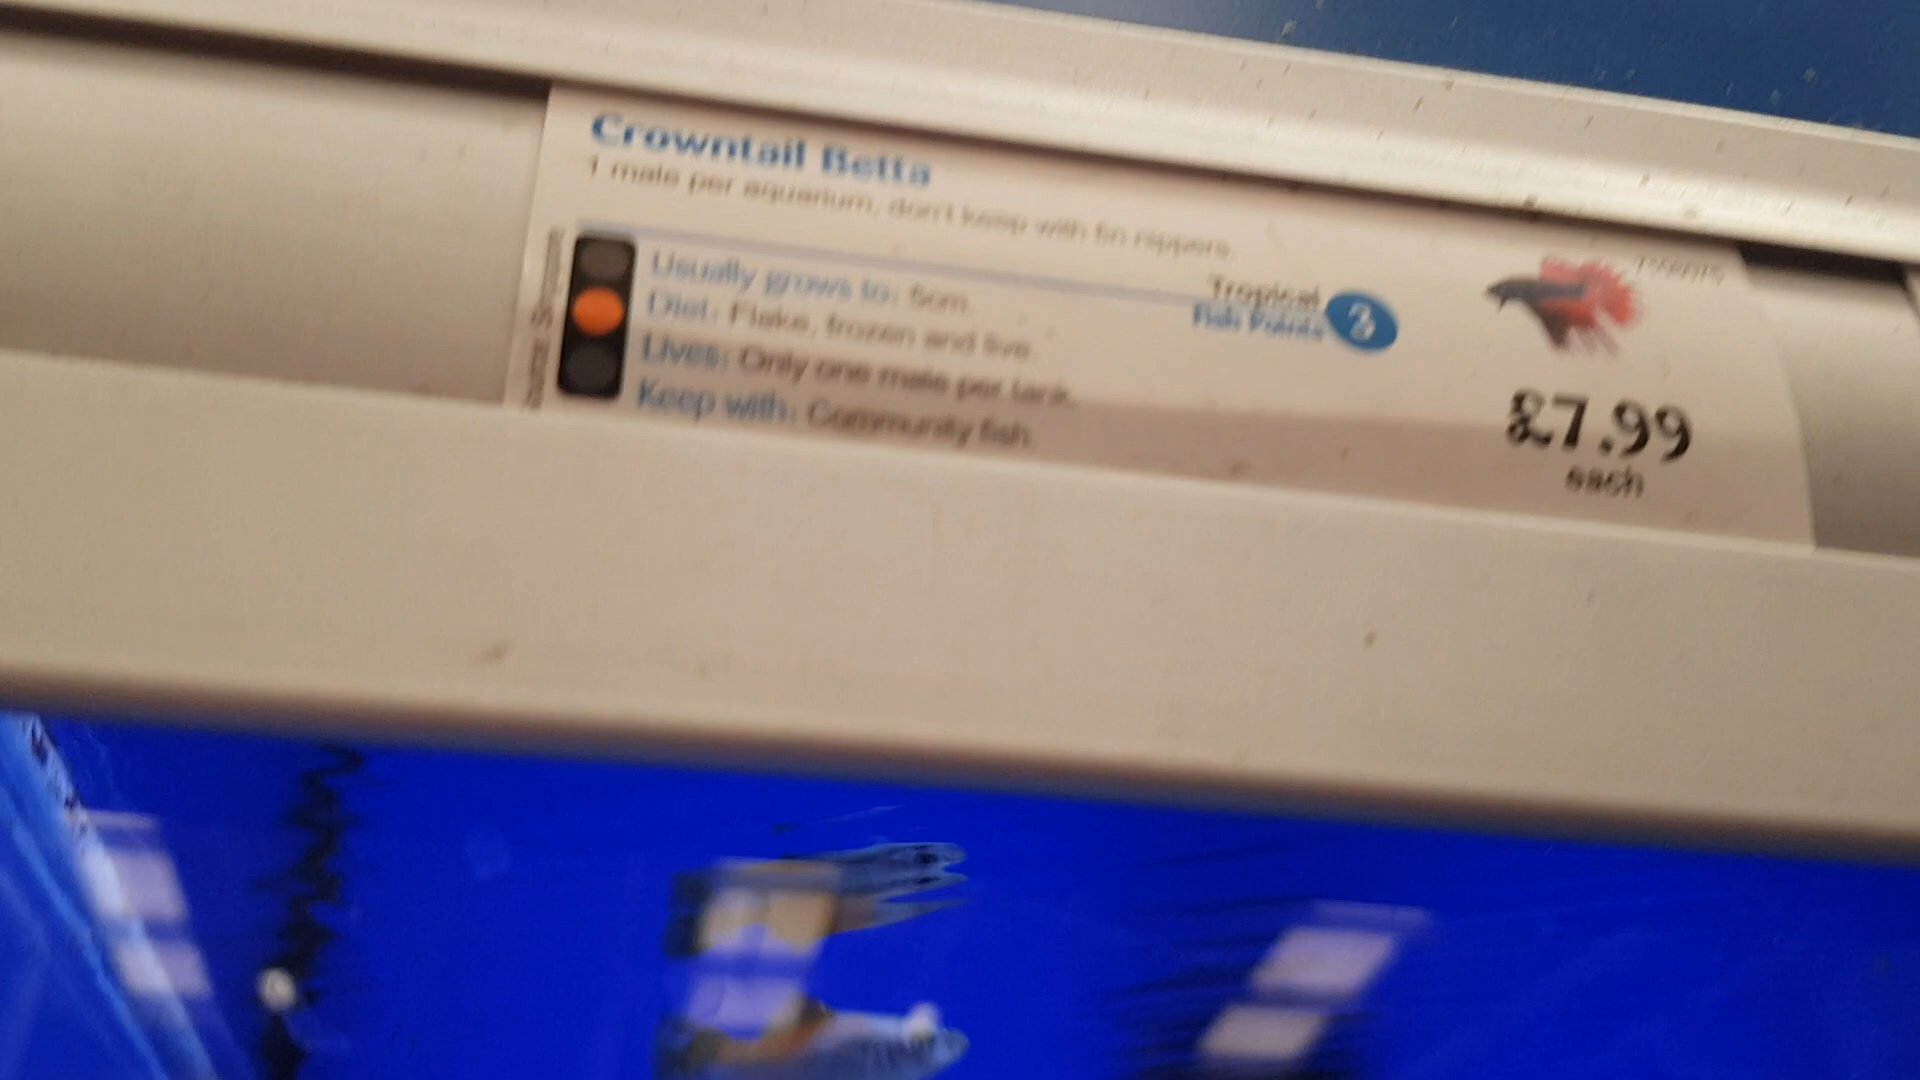 Crowntail Betta
1 male per aquarium, don't keep with fin nippers.
Usually grows to: 5cm.
Diet: Flake, frozen and live.
Lives: Only one male per tank.
Keep with: Community fish.
Tropical
Fish Points
£7.99
each